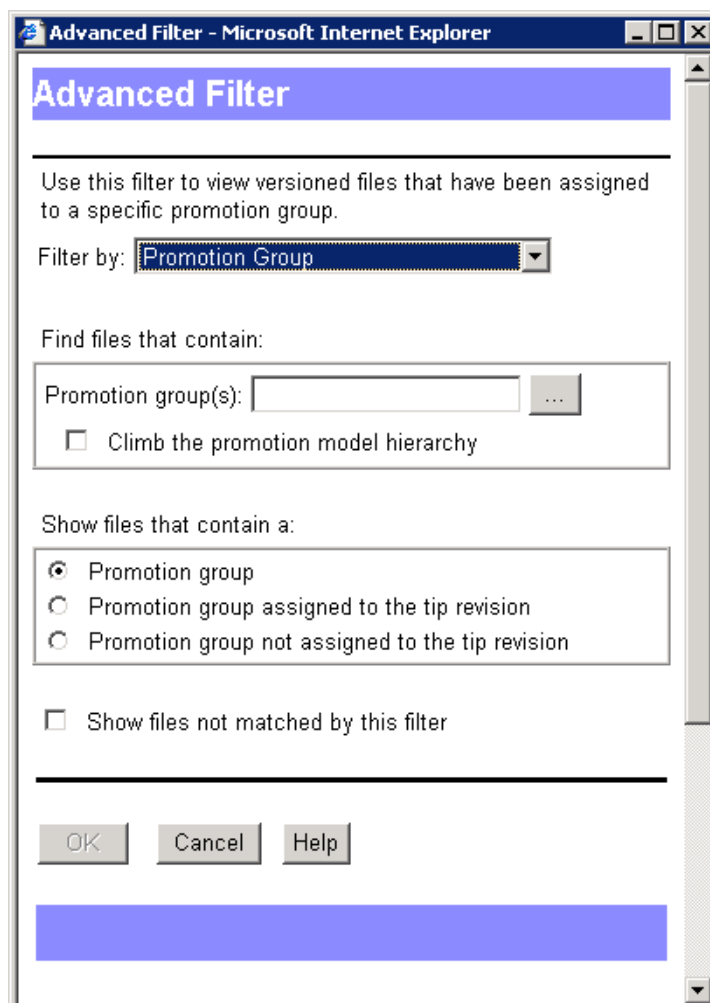 Advanced Filter - Microsoft Internet Explorer
Advanced Filter
Use this filter to view versioned files that have been assigned
to a specific promotion group.
Filter by: Promotion Group
Find files that contain:
Promotion group(s): ...
Climb the promotion model hierarchy
Show files that contain a:
Promotion group
Promotion group assigned to the tip revision
Promotion group not assigned to the tip revision
Show files not matched by this filter
OK Cancel Help